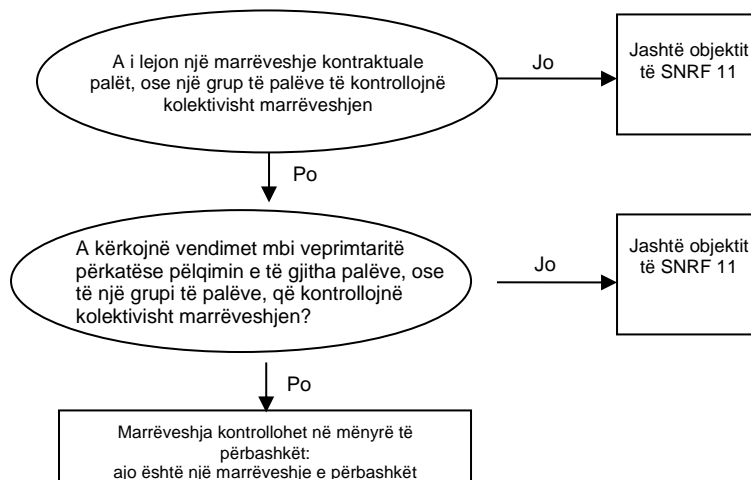 A i lejon një marrëveshje kontraktuale
palët, ose një grup të palëve të kontrollojnë
kolektivisht marrëveshjen
Jo
Jashtë objektit
të SNRF 11
Po
A kërkojnë vendimet mbi veprimtaritë
përkatëse pëlqimin e të gjitha palëve, ose
të një grupi të palëve, që kontrollojnë
kolektivisht marrëveshjen?
Jo
Jashtë objektit
të SNRF 11
Po
Marrëveshja kontrollohet në mënyrë të
përbashkët:
ajo është një marrëveshje e përbashkët